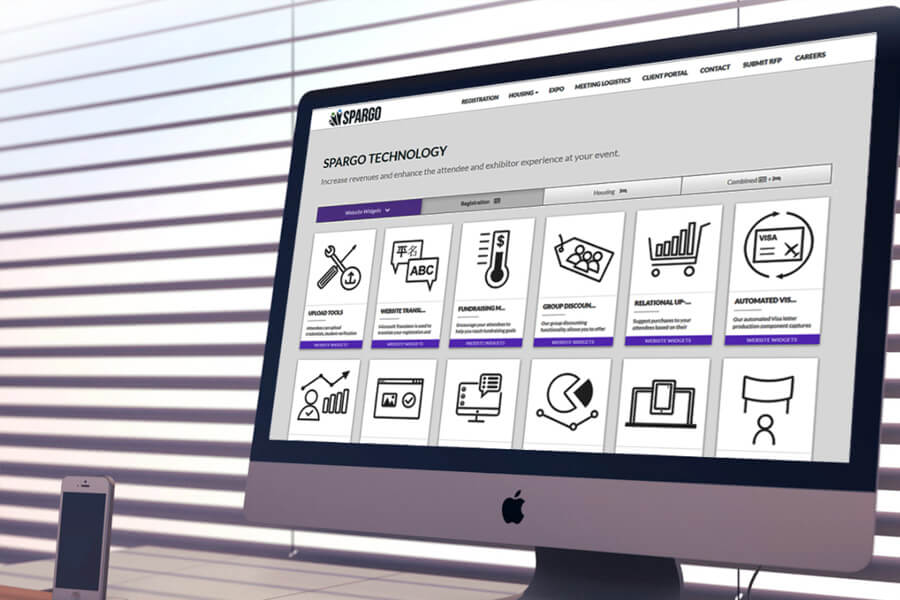 SPARGO
REGISTRATION HOUSING EXPO MEETING LOGISTICS CLIENT PORTAL CONTACT SUBMIT RFP CAREERS
SPARGO TECHNOLOGY
Increase revenues and enhance the attendee and exhibitor experience at your event.
Website Widgets Registration Housing Combined +
平名
ABC
$
VISA
UPLOAD TOOLS
Attendees can upload
credentials, student verification
WEBSITE WIDGETS
WEBSITE TRANSL...
Microsoft Translator is used to
translate your registration and
WEBSITE WIDGETS
FUNDRAISING M...
Encourage your attendees to
help you reach fundraising goals
WEBSITE WIDGETS
GROUP DISCOUN...
Our group discounting
functionality, allows you to offer
WEBSITE WIDGETS
RELATIONAL UP-...
Suggest purchases to your
attendees based on their
WEBSITE WIDGETS
AUTOMATED VIS...
Our automated Visa letter
production component captures
WEBSITE WIDGETS